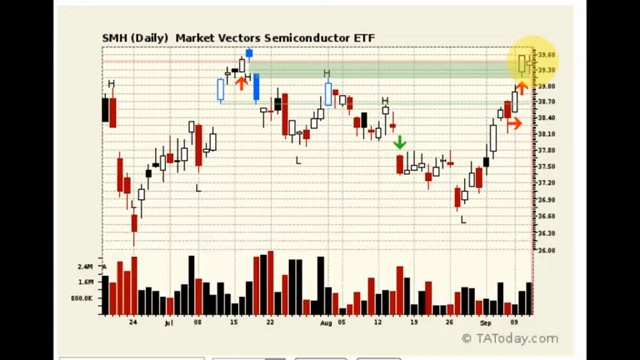 SMH (Daily)  Market Vectors Semiconductor ETF
39.60
39.30
39.00
38.70
38.40
38.10
37.80
37.50
37.20
36.90
36.60
36.30
36.00
H
H
H
H
L
L
L
L
A
2.4M
1.6M
800.0K
24 Jul 08 15 22 Aug 05 12 19 26 Sep 09
© TAToday.com